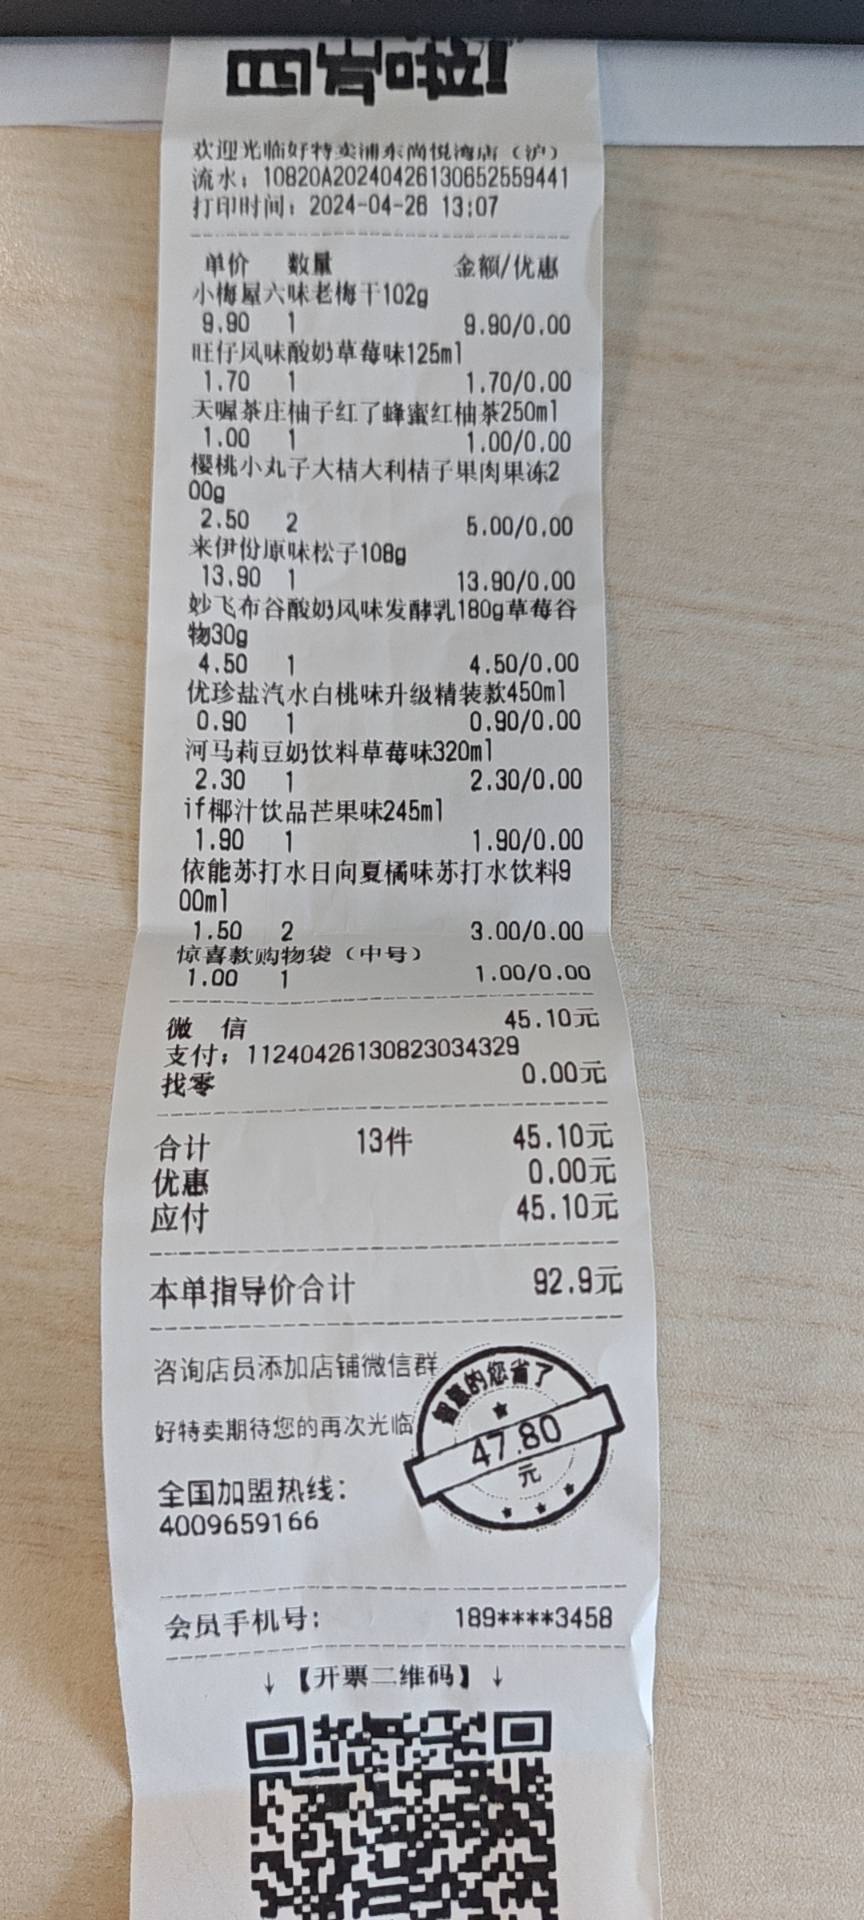 欢迎光临好特卖浦东尚悦湾店（沪）
流水：10820A20240426130652559441
打印时间：2024-04-26 13:07
单价 数量 金额/优惠
小梅屋六味老梅干102g
9.90 1 9.90/0.00
旺仔风味酸奶草莓味125ml
1.70 1 1.70/0.00
天喔茶庄柚子红了蜂蜜红柚茶250ml
1.00 1 1.00/0.00
樱桃小丸子大桔大利桔子果肉果冻2
00g
2.50 2 5.00/0.00
来伊份原味松子108g
13.90 1 13.90/0.00
妙飞布谷酸奶风味发酵乳180g草莓谷
物30g
4.50 1 4.50/0.00
优珍盐汽水白桃味升级精装款450ml
0.90 1 0.90/0.00
河马莉豆奶饮料草莓味320ml
2.30 1 2.30/0.00
if椰汁饮品芒果味245ml
1.90 1 1.90/0.00
依能苏打水日向夏橘味苏打水饮料9
00ml
1.50 2 3.00/0.00
惊喜款购物袋（中号）
1.00 1 1.00/0.00
微 信 45.10元
支付：11240426130823034329
找零 0.00元
合计 13件 45.10元
优惠 0.00元
应付 45.10元
本单指导价合计 92.9元
咨询店员添加店铺微信群
好特卖期待您的再次光临
的您省了
47.80
元
全国加盟热线：
4009659166
会员手机号： 189****3458
↓【开票二维码】↓